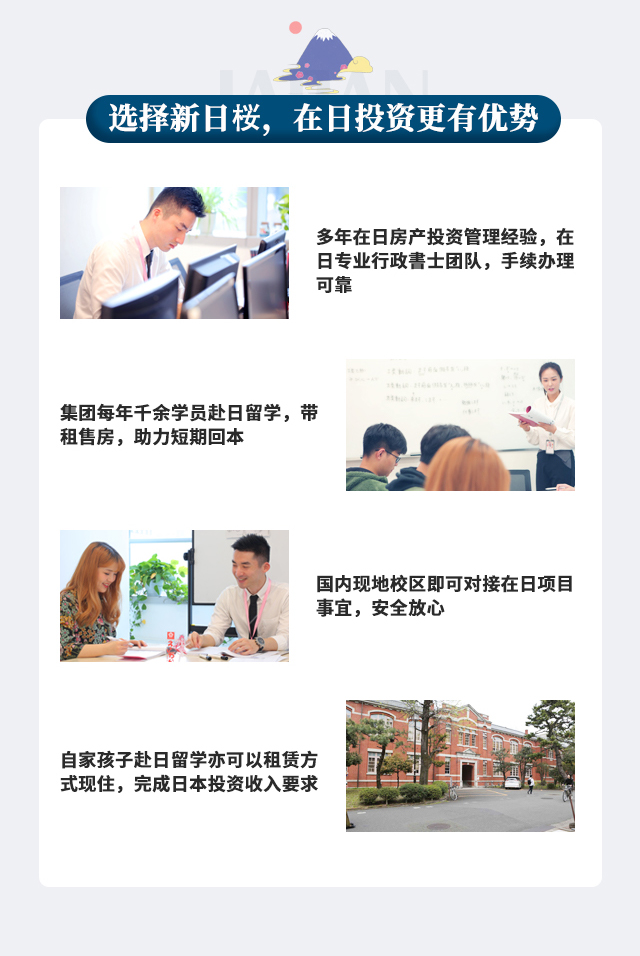 JAPAN
选择新日桜，在日投资更有优势
多年在日房产投资管理经验，在
日专业行政書士团队，手续办理
可靠
集团每年千余学员赴日留学，带
租售房，助力短期回本
国内现地校区即可对接在日项目
事宜，安全放心
自家孩子赴日留学亦可以租赁方
式现住，完成日本投资收入要求